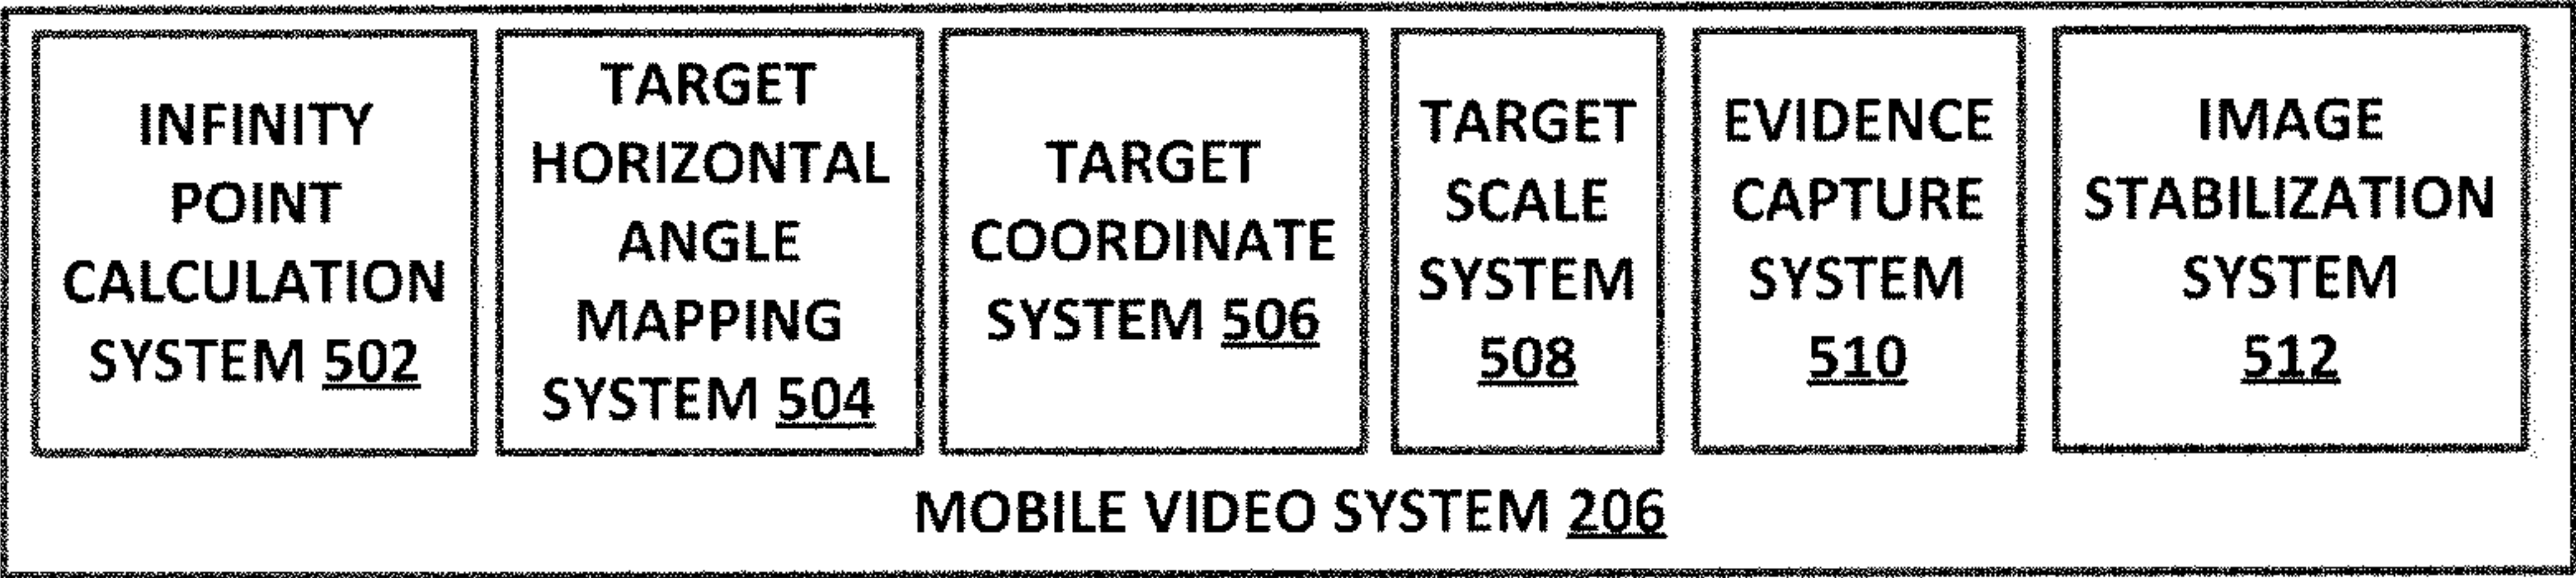 INFINITY
POINT
CALCULATION
SYSTEM 502
TARGET
HORIZONTAL
ANGLE
MAPPING
SYSTEM 504
TARGET
COORDINATE
SYSTEM 506
TARGET
SCALE
SYSTEM
508
EVIDENCE
CAPTURE
SYSTEM
510
IMAGE
STABILIZATION
SYSTEM
512
MOBILE VIDEO SYSTEM 206